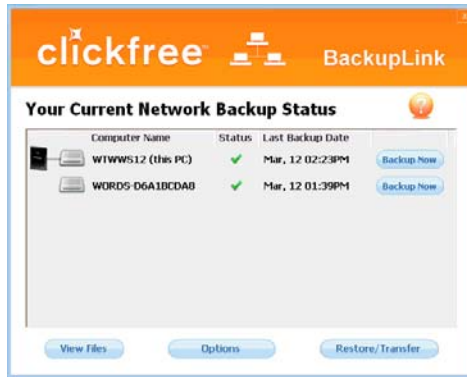 clickfree™
BackupLink
Your Current Network Backup Status
?
Computer Name Status Last Backup Date
WTWWS12 (this PC) Mar, 12 02:23PM Backup Now
WORDS-D6A1BCDA8 Mar, 12 01:39PM Backup Now
View Files Options Restore/Transfer